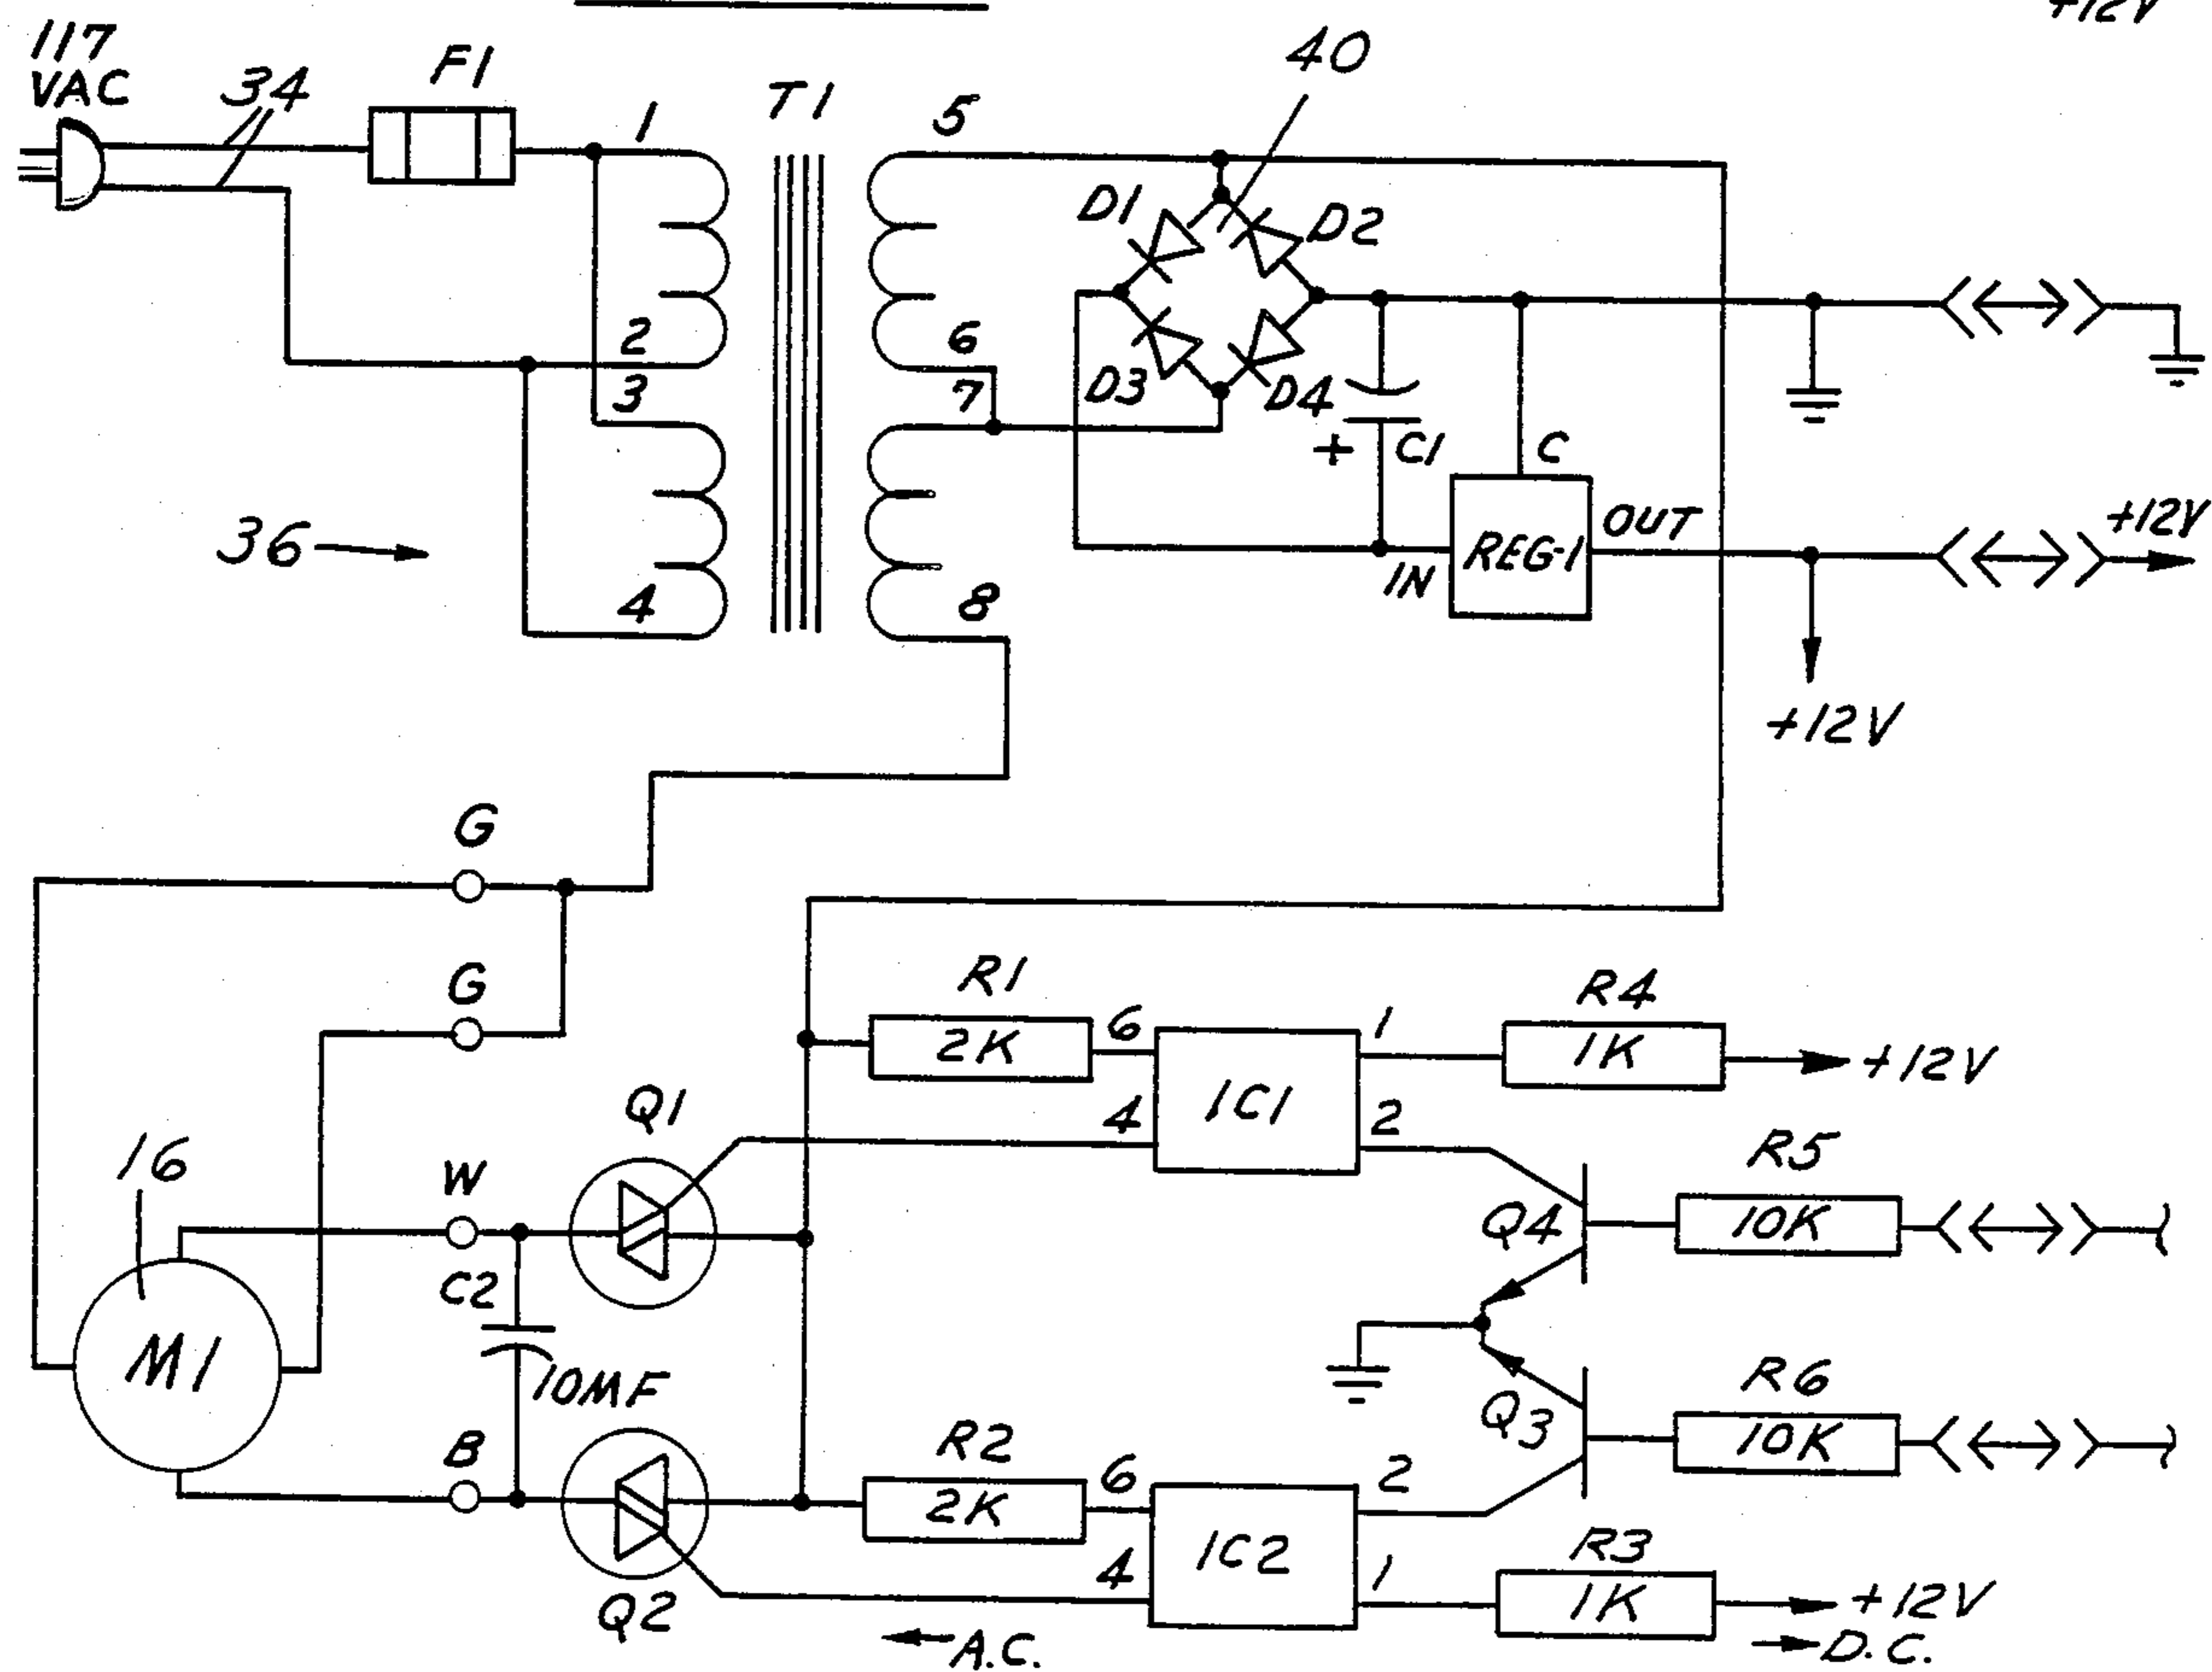 +12V
117
VAC
34
F1
1
T1
5
40
D1
D2
2
3
6
7
D3
D4
+ C1
C
36
4
8
IN
REG-1
OUT
+12V
+12V
G
G
R1
2K
6
4
IC1
1
2
R4
1K
+12V
Q1
16
W
C2
10MF
M1
B
Q4
R5
10K
Q3
R6
10K
R2
2K
6
4
IC2
2
1
R3
1K
+12V
Q2
A.C.
D.C.